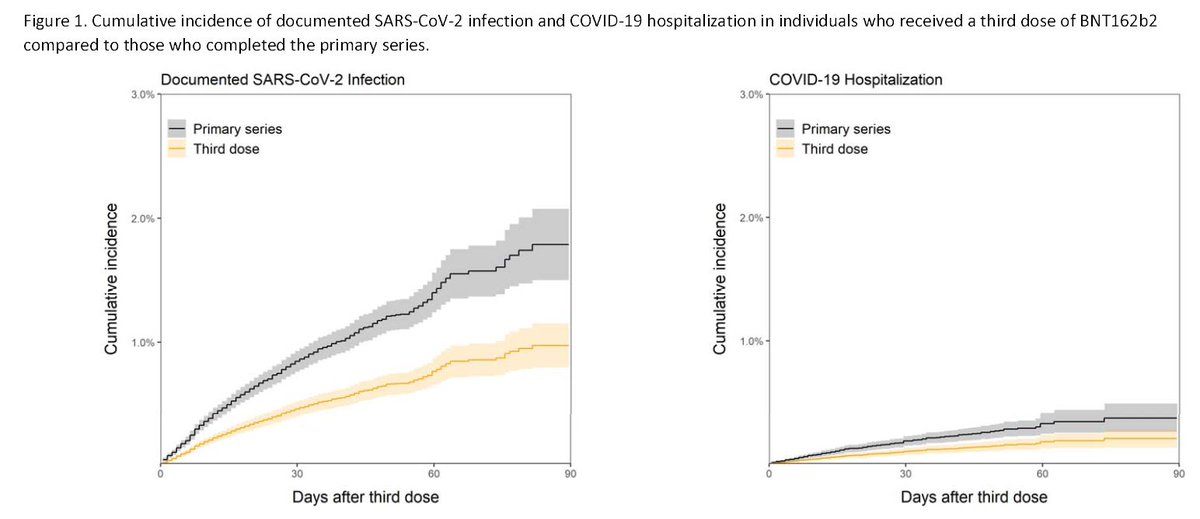 Figure 1. Cumulative incidence of documented SARS-CoV-2 infection and COVID-19 hospitalization in individuals who received a third dose of BNT162b2
compared to those who completed the primary series.
Documented SARS-CoV-2 Infection
3.0%
Primary series
Third dose
2.0%
1.0%
Cumulative incidence
0
30
60
90
Days after third dose
COVID-19 Hospitalization
3.0%
Primary series
Third dose
2.0%
1.0%
Cumulative incidence
0
30
60
90
Days after third dose